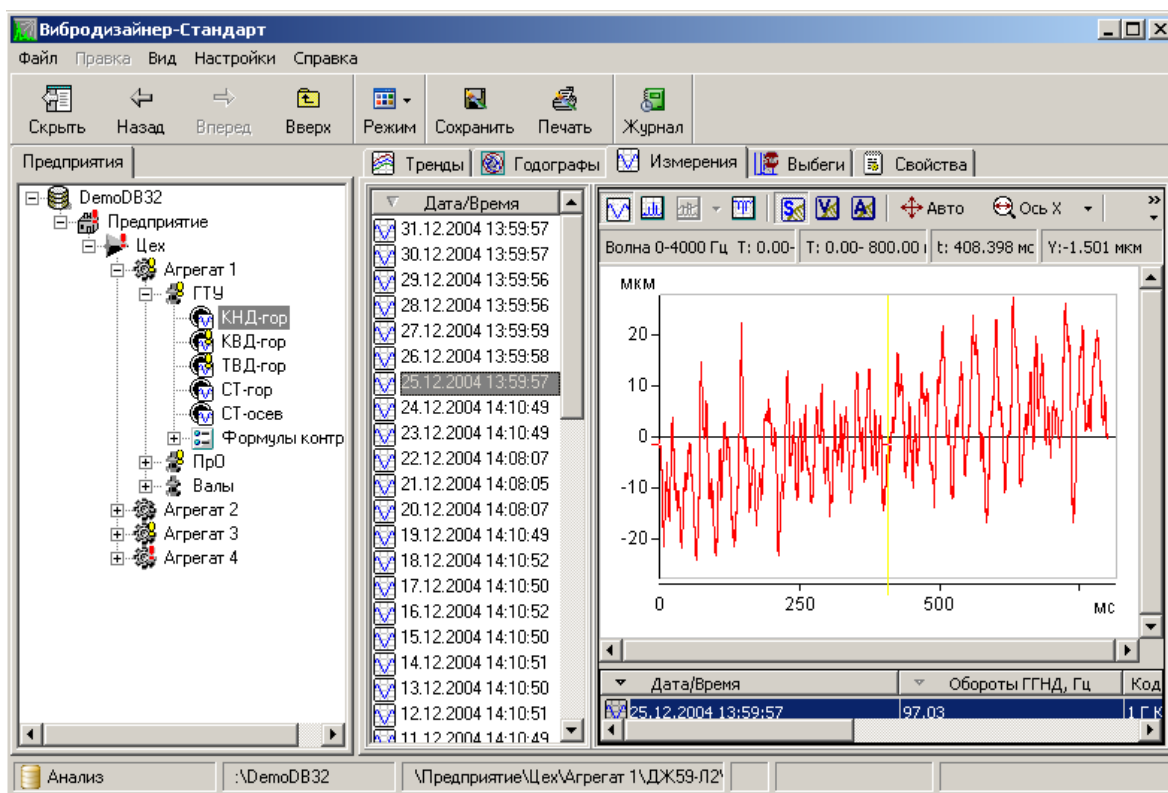 Вибродизайнер-Стандарт
Файл Правка Вид Настройки Справка
Скрыть Назад Вперед Вверх Режим Сохранить Печать Журнал
Предприятия
Тренды Годографы Измерения Выбеги Свойства
DemoDB32
Предприятие
Цех
Агрегат 1
ГТУ
КНД-гор
КВД-гор
ТВД-гор
СТ-гор
СТ-осев
Формулы контр
ПрО
Валы
Агрегат 2
Агрегат 3
Агрегат 4
Дата/Время
31.12.2004 13:59:57
30.12.2004 13:59:57
29.12.2004 13:59:56
28.12.2004 13:59:56
27.12.2004 13:59:59
26.12.2004 13:59:58
25.12.2004 13:59:57
24.12.2004 14:10:49
23.12.2004 14:10:49
22.12.2004 14:08:07
21.12.2004 14:08:05
20.12.2004 14:08:07
19.12.2004 14:10:49
18.12.2004 14:10:52
17.12.2004 14:10:50
16.12.2004 14:10:52
15.12.2004 14:10:50
14.12.2004 14:10:51
13.12.2004 14:10:50
12.12.2004 14:10:51
11.12.2004 14:10:49
S V A Авто Ось X »
Волна 0-4000 Гц T: 0.00- T: 0.00- 800.00 t: 408.398 мс Y:-1.501 мкм
мкм
20
10
0
-10
-20
0 250 500 мс
Дата/Время Обороты ГГНД, Гц Код
25.12.2004 13:59:57 97.03 1 Г К
Анализ :\DemoDB32 \Предприятие\Цех\Агрегат 1\ДЖ59-Л2\